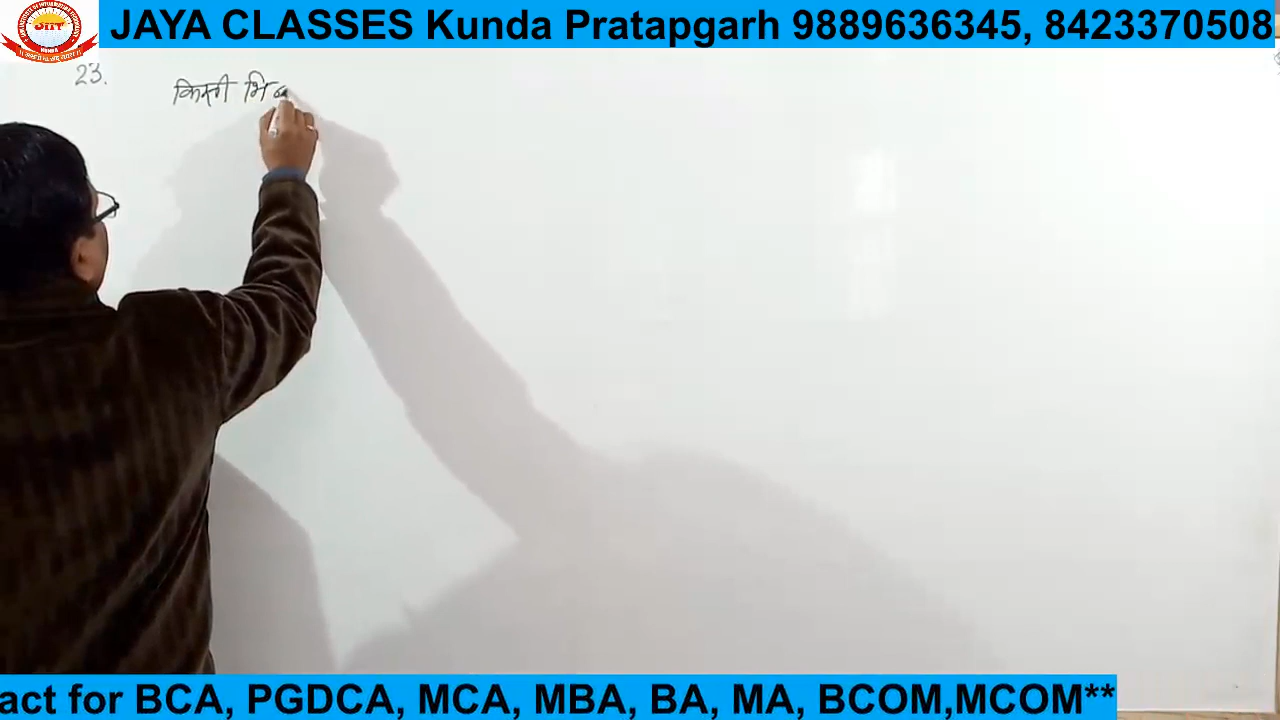 JAYA CLASSES Kunda Pratapgarh 9889636345, 8423370508
23. किसी
act for BCA, PGDCA, MCA, MBA, BA, MA, BCOM,MCOM**